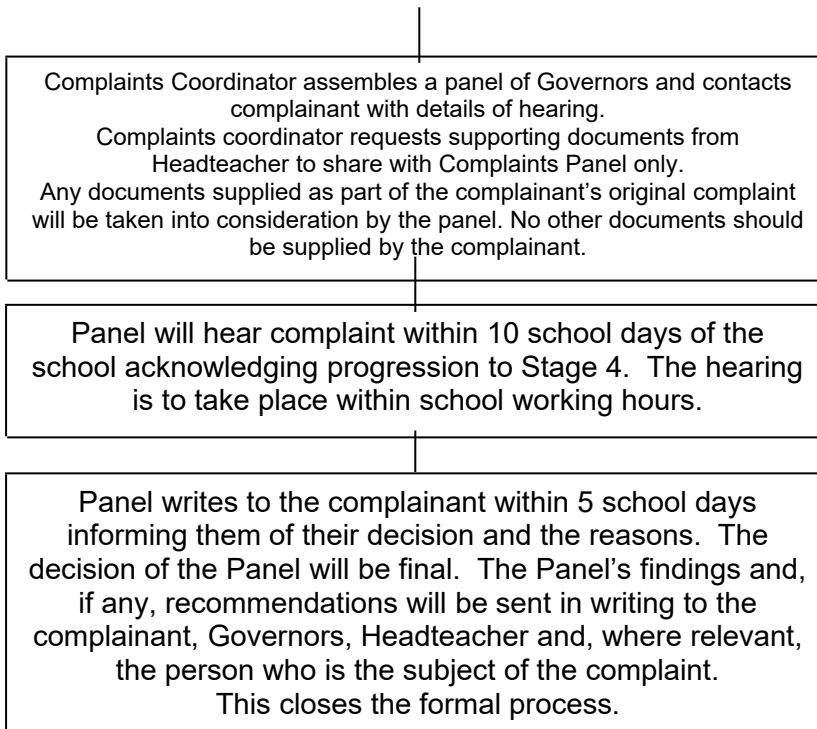 Complaints Coordinator assembles a panel of Governors and contacts
complainant with details of hearing.
Complaints coordinator requests supporting documents from
Headteacher to share with Complaints Panel only.
Any documents supplied as part of the complainant’s original complaint
will be taken into consideration by the panel. No other documents should
be supplied by the complainant.
Panel will hear complaint within 10 school days of the
school acknowledging progression to Stage 4.  The hearing
is to take place within school working hours.
Panel writes to the complainant within 5 school days
informing them of their decision and the reasons.  The
decision of the Panel will be final.  The Panel’s findings and,
if any, recommendations will be sent in writing to the
complainant, Governors, Headteacher and, where relevant,
the person who is the subject of the complaint.
This closes the formal process.